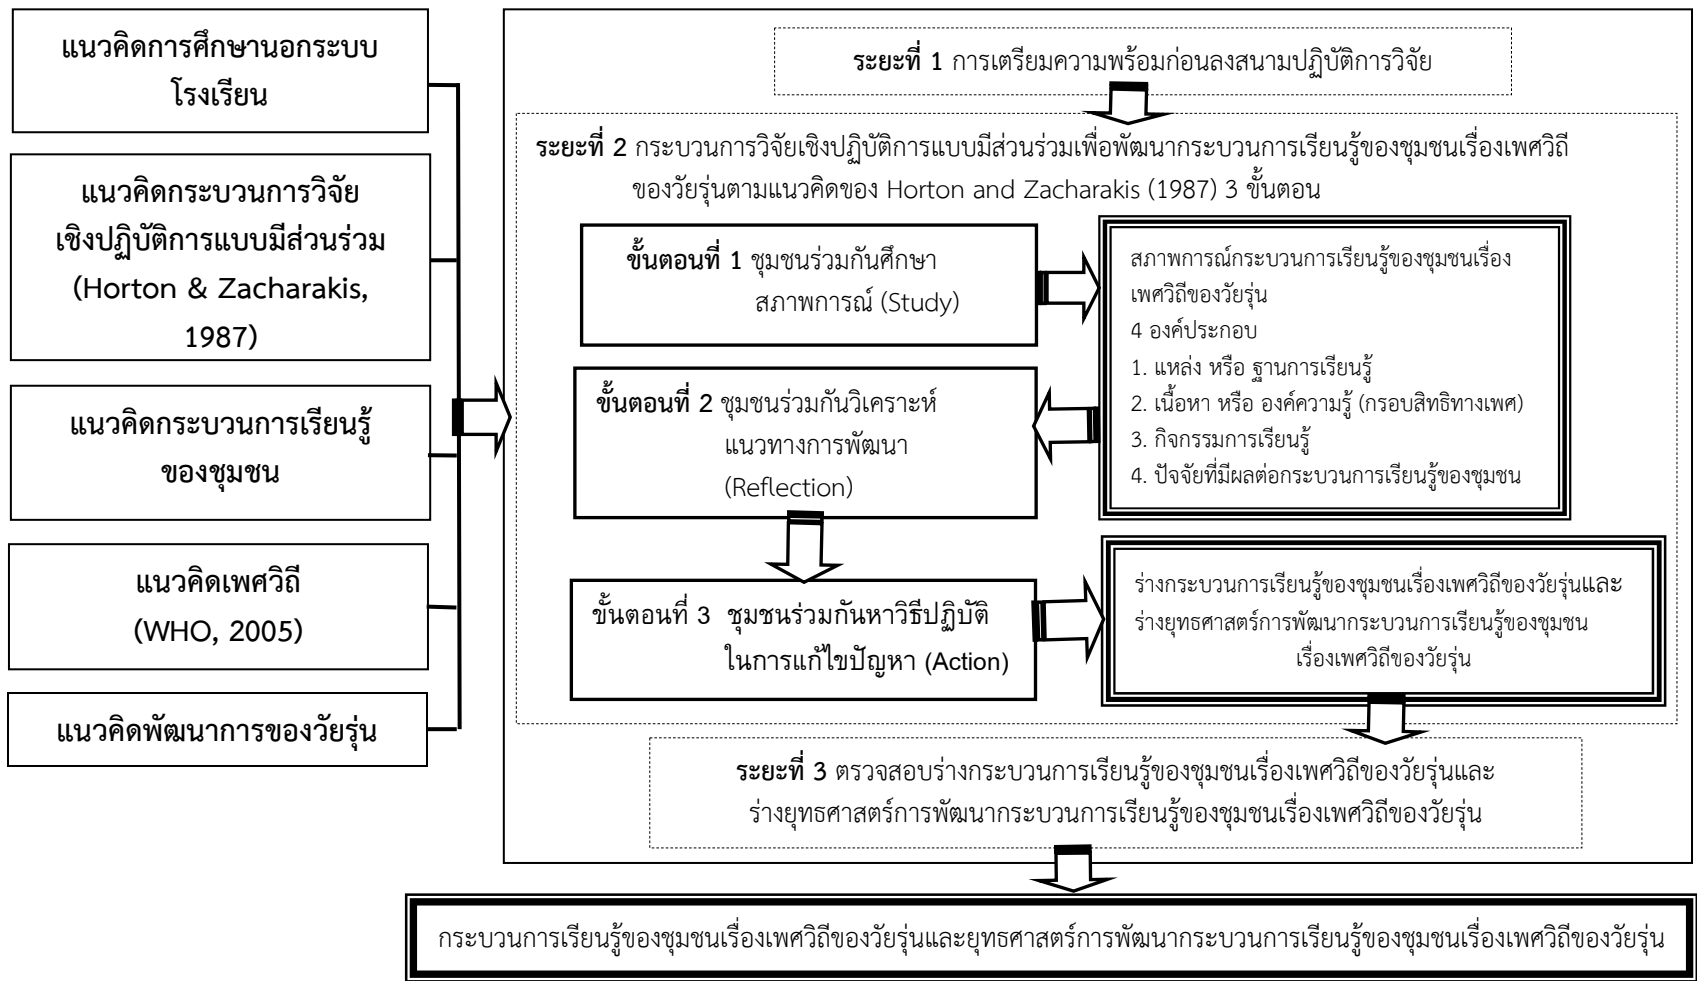 แนวคิดการศึกษานอกระบบ
โรงเรียน
แนวคิดกระบวนการวิจัย
เชิงปฏิบัติการแบบมีส่วนร่วม
(Horton & Zacharakis,
1987)
แนวคิดกระบวนการเรียนรู้
ของชุมชน
แนวคิดเพศวิถี
(WHO, 2005)
แนวคิดพัฒนาการของวัยรุ่น
ระยะที่ 1 การเตรียมความพร้อมก่อนลงสนามปฏิบัติการวิจัย
ระยะที่ 2 กระบวนการวิจัยเชิงปฏิบัติการแบบมีส่วนร่วมเพื่อพัฒนากระบวนการเรียนรู้ของชุมชนเรื่องเพศวิถี
ของวัยรุ่นตามแนวคิดของ Horton and Zacharakis (1987) 3 ขั้นตอน
ขั้นตอนที่ 1 ชุมชนร่วมกันศึกษา
สภาพการณ์ (Study)
สภาพการณ์กระบวนการเรียนรู้ของชุมชนเรื่อง
เพศวิถีของวัยรุ่น
4 องค์ประกอบ
1. แหล่ง หรือ ฐานการเรียนรู้
2. เนื้อหา หรือ องค์ความรู้ (กรอบสิทธิทางเพศ)
3. กิจกรรมการเรียนรู้
4. ปัจจัยที่มีผลต่อกระบวนการเรียนรู้ของชุมชน
ขั้นตอนที่ 2 ชุมชนร่วมกันวิเคราะห์
แนวทางการพัฒนา
(Reflection)
ขั้นตอนที่ 3 ชุมชนร่วมกันหาวิธีปฏิบัติ
ในการแก้ไขปัญหา (Action)
ร่างกระบวนการเรียนรู้ของชุมชนเรื่องเพศวิถีของวัยรุ่นและ
ร่างยุทธศาสตร์การพัฒนากระบวนการเรียนรู้ของชุมชน
เรื่องเพศวิถีของวัยรุ่น
ระยะที่ 3 ตรวจสอบร่างกระบวนการเรียนรู้ของชุมชนเรื่องเพศวิถีของวัยรุ่นและ
ร่างยุทธศาสตร์การพัฒนากระบวนการเรียนรู้ของชุมชนเรื่องเพศวิถีของวัยรุ่น
กระบวนการเรียนรู้ของชุมชนเรื่องเพศวิถีของวัยรุ่นและยุทธศาสตร์การพัฒนากระบวนการเรียนรู้ของชุมชนเรื่องเพศวิถีของวัยรุ่น